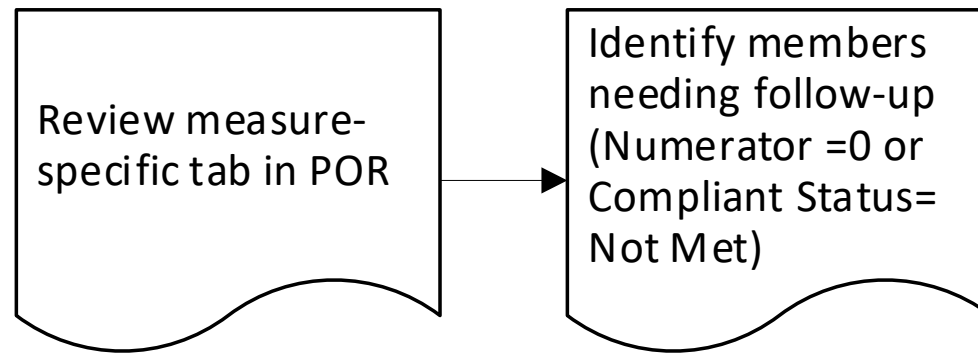 Review measure-
specific tab in POR
Identify members
needing follow-up
(Numerator =0 or
Compliant Status=
Not Met)